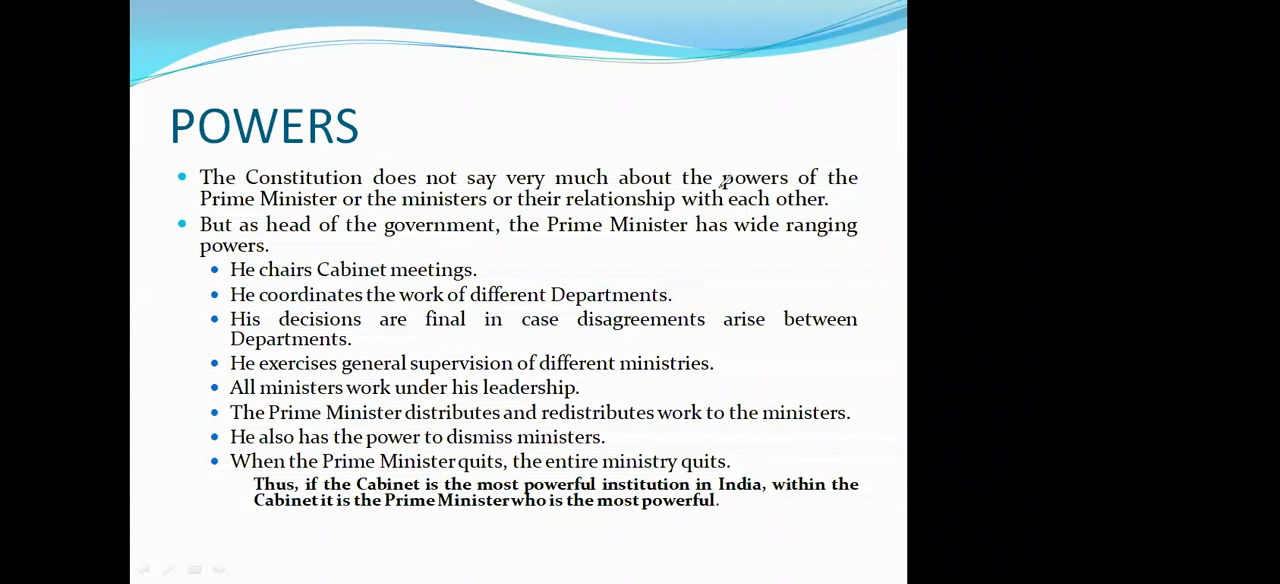 POWERS
The Constitution does not say very much about the powers of the
Prime Minister or the ministers or their relationship with each other.
But as head of the government, the Prime Minister has wide ranging
powers.
He chairs Cabinet meetings.
He coordinates the work of different Departments.
His decisions are final in case disagreements arise between
Departments.
He exercises general supervision of different ministries.
All ministers work under his leadership.
The Prime Minister distributes and redistributes work to the ministers.
He also has the power to dismiss ministers.
When the Prime Minister quits, the entire ministry quits.
Thus, if the Cabinet is the most powerful institution in India, within the
Cabinet it is the Prime Minister who is the most powerful.